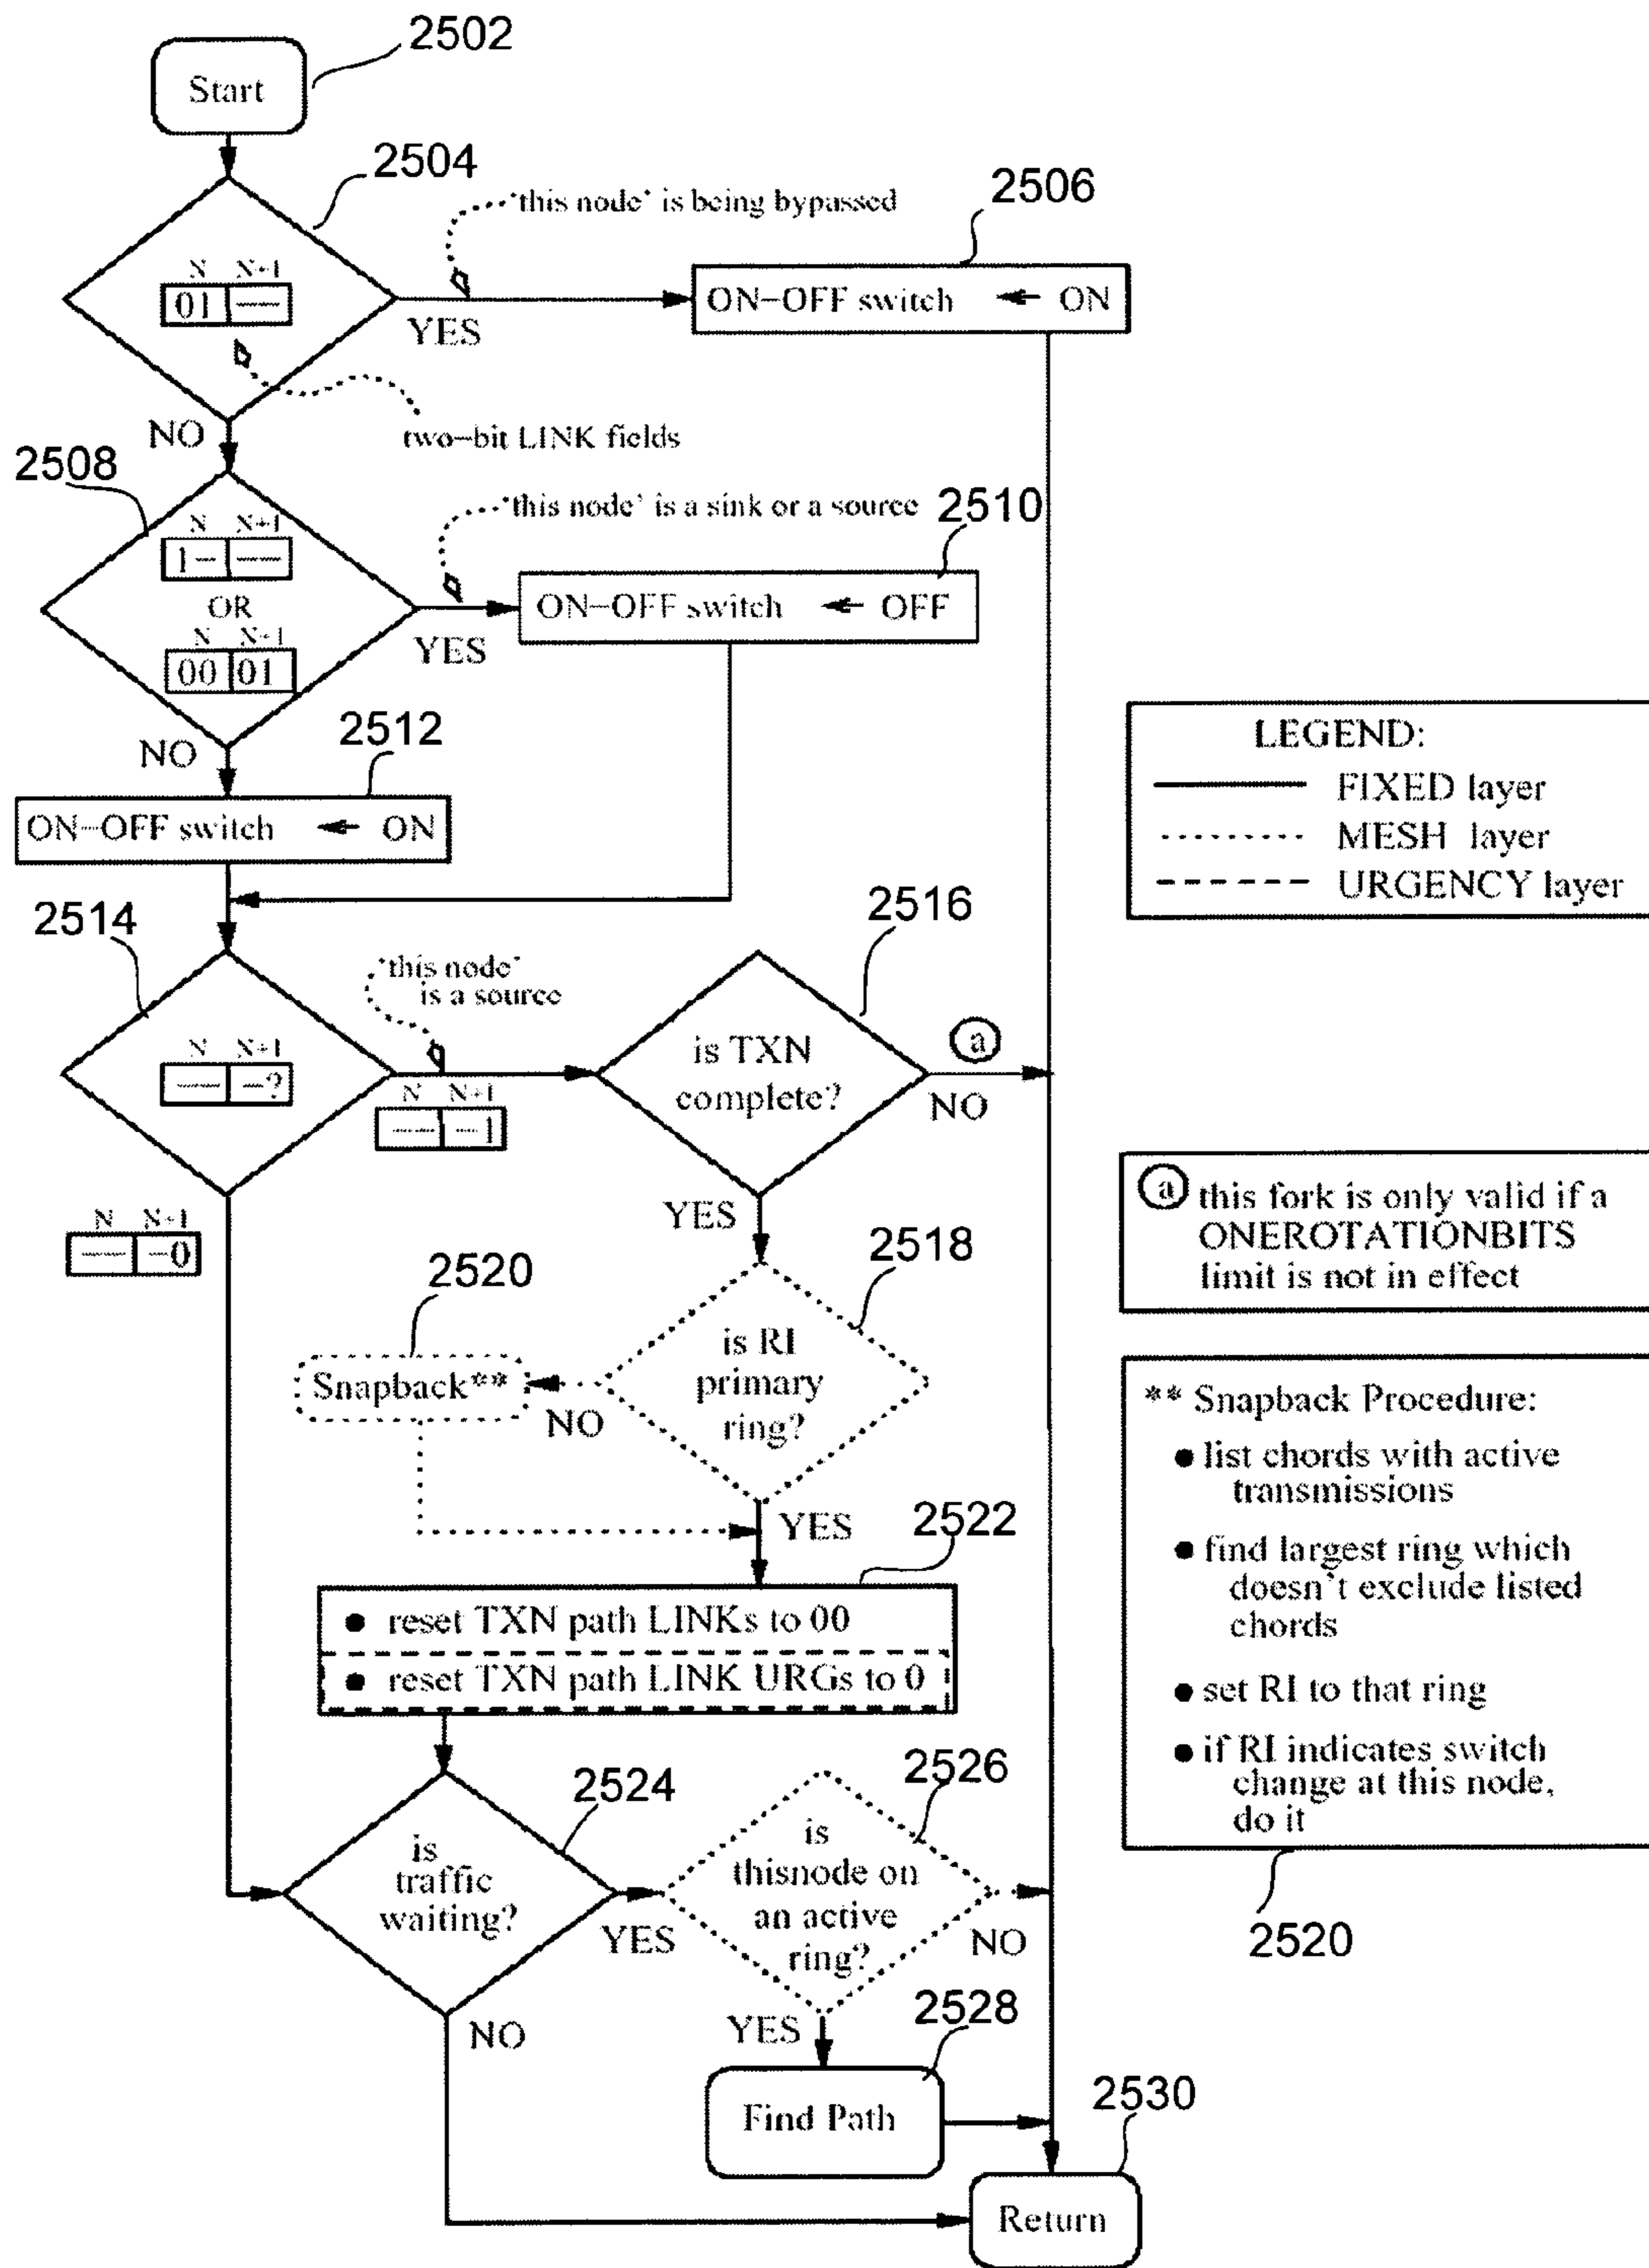 2502
Start
2504
'this node' is being bypassed
2506
N N+1
01 —
ON-OFF switch ← ON
YES
NO
two-bit LINK fields
2508
'this node' is a sink or a source
2510
N N+1
1- --
OR
N N+1
00 01
ON-OFF switch ← OFF
YES
NO
2512
ON-OFF switch ← ON
LEGEND:
FIXED layer
MESH layer
URGENCY layer
2514
'this node'
is a source
2516
N N+1
-- -?
N N+1
-- -1
is TXN
complete?
a
NO
YES
N N+1
-- -0
a this fork is only valid if a
ONEROTATIONBITS
limit is not in effect
2518
2520
is RI
primary
ring?
Snapback**
NO
YES
** Snapback Procedure:
● list chords with active
transmissions
● find largest ring which
doesn't exclude listed
chords
● set RI to that ring
● if RI indicates switch
change at this node,
do it
2520
2522
● reset TXN path LINKs to 00
● reset TXN path LINK URGs to 0
2524
2526
is
traffic
waiting?
YES
NO
is
thisnode on
an active
ring?
NO
YES
2528
Find Path
2530
Return